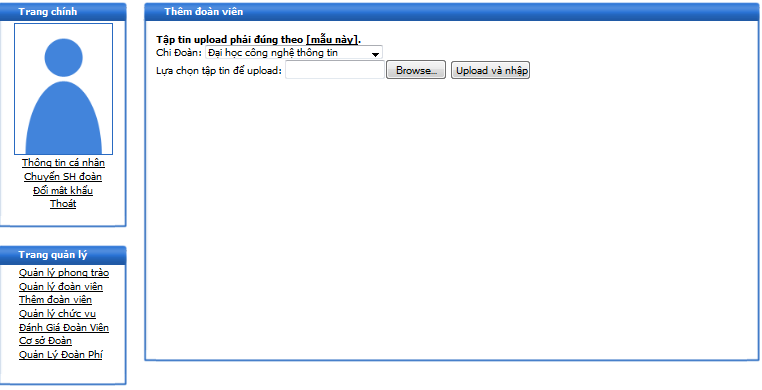 Trang chính
Thông tin cá nhân
Chuyển SH đoàn
Đổi mật khẩu
Thoát
Trang quản lý
Quản lý phong trào
Quản lý đoàn viên
Thêm đoàn viên
Quản lý chức vụ
Đánh Giá Đoàn Viên
Cơ sở Đoàn
Quản Lý Đoàn Phí
Thêm đoàn viên
Tập tin upload phải đúng theo [mẫu này].
Chi Đoàn: Đại học công nghệ thông tin
Lựa chọn tập tin để upload: Browse... Upload và nhập